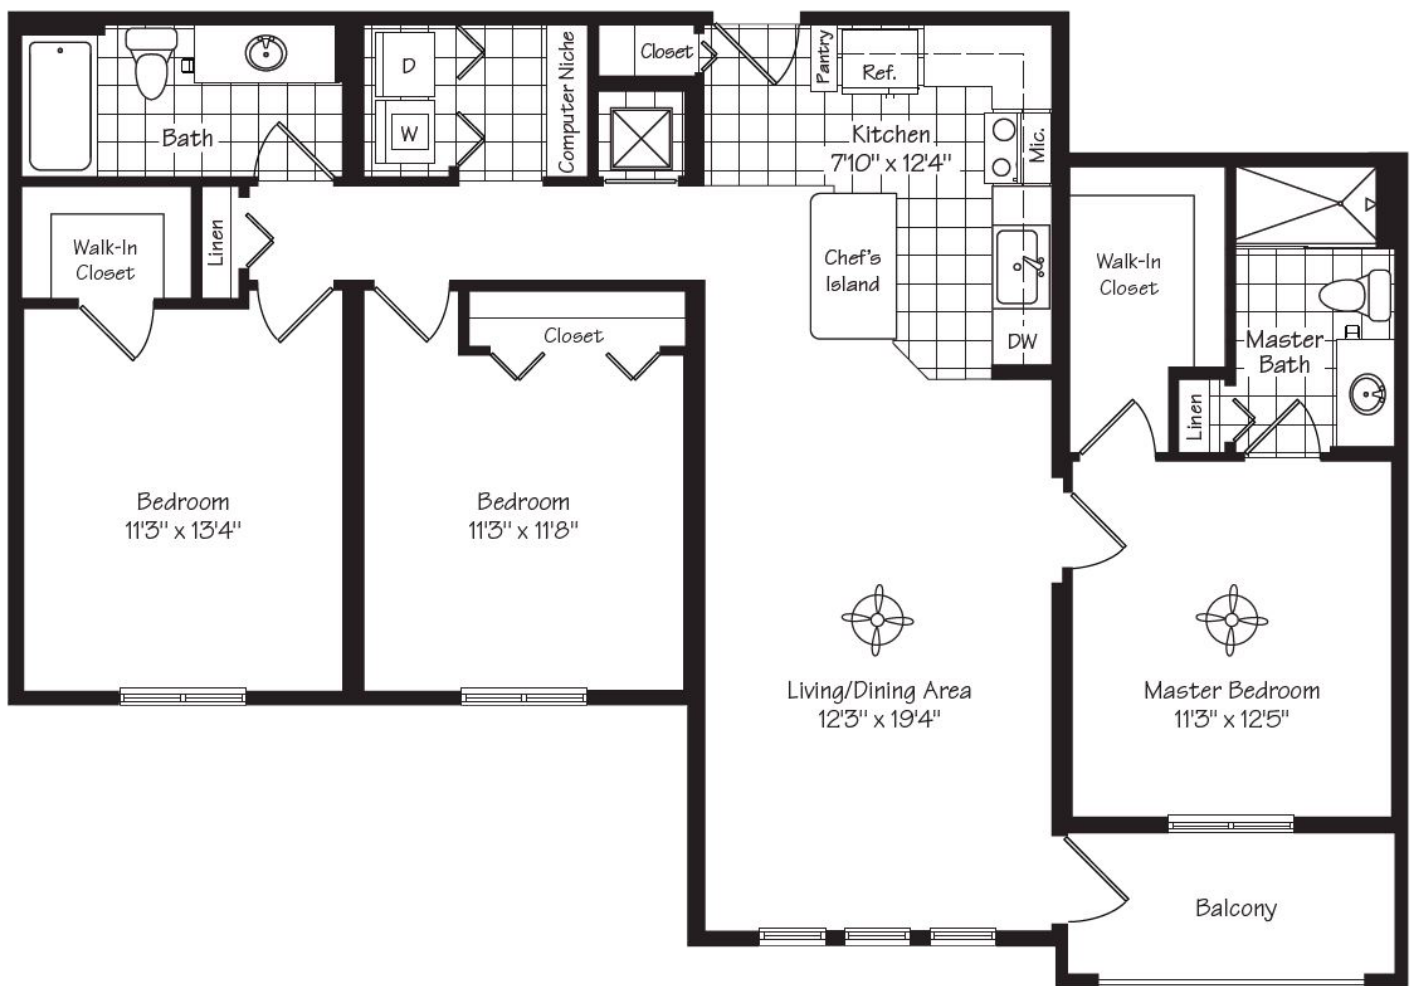 D
W
Computer Niche
Closet
Pantry
Ref.
Bath
Kitchen
7'10" x 12'4"
Mic.
Walk-In
Closet
Linen
Chef's
Island
DW
Walk-In
Closet
Master
Bath
Linen
Closet
Bedroom
11'3" x 13'4"
Bedroom
11'3" x 11'8"
Living/Dining Area
12'3" x 19'4"
Master Bedroom
11'3" x 12'5"
Balcony